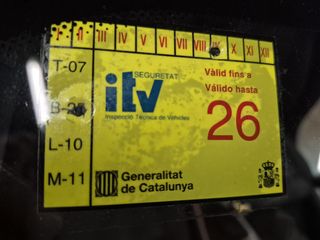 I II III IV V VI VII VIII IX X XI XII
T-07
SEGURETAT
Vàlid fins a
itv
Válido hasta
B-25
26
Inspecció Tècnica de Vehicles
L-10
M-11
Generalitat
de Catalunya